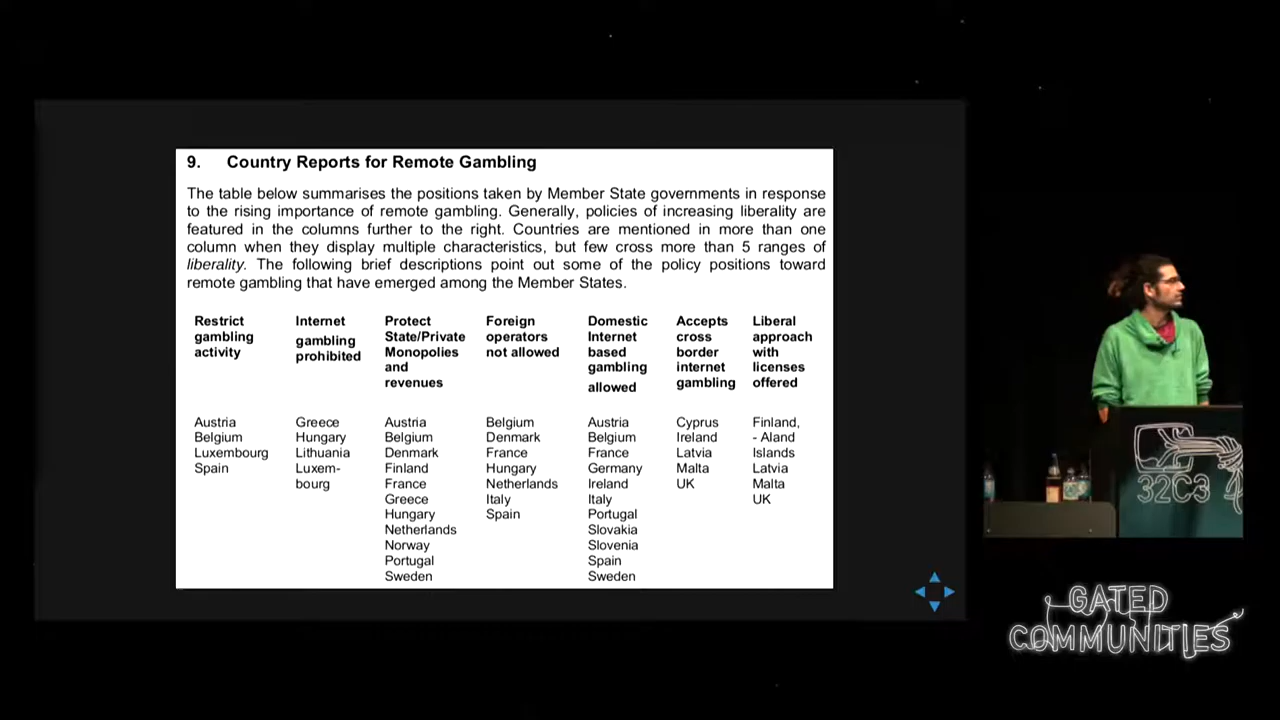 9. Country Reports for Remote Gambling
The table below summarises the positions taken by Member State governments in response
to the rising importance of remote gambling. Generally, policies of increasing liberality are
featured in the columns further to the right. Countries are mentioned in more than one
column when they display multiple characteristics, but few cross more than 5 ranges of
liberality. The following brief descriptions point out some of the policy positions toward
remote gambling that have emerged among the Member States.
Restrict
gambling
activity
Austria
Belgium
Luxembourg
Spain
Internet
gambling
prohibited
Greece
Hungary
Lithuania
Luxem-
bourg
Protect
State/Private
Monopolies
and
revenues
Austria
Belgium
Denmark
Finland
France
Greece
Hungary
Netherlands
Norway
Portugal
Sweden
Foreign
operators
not allowed
Belgium
Denmark
France
Hungary
Netherlands
Italy
Spain
Domestic
Internet
based
gambling
allowed
Austria
Belgium
France
Germany
Ireland
Italy
Portugal
Slovakia
Slovenia
Spain
Sweden
Accepts
cross
border
internet
gambling
Cyprus
Ireland
Latvia
Malta
UK
Liberal
approach
with
licenses
offered
Finland,
- Aland
Islands
Latvia
Malta
UK
32C3
GATED
COMMUNITIES